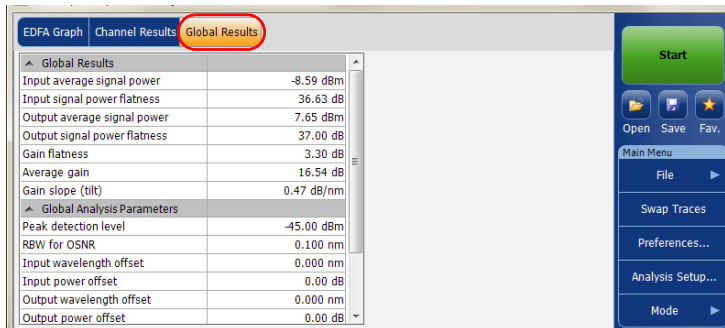 EDFA Graph Channel Results Global Results
Global Results
Input average signal power -8.59 dBm
Input signal power flatness 36.63 dB
Output average signal power 7.65 dBm
Output signal power flatness 37.00 dB
Gain flatness 3.30 dB
Average gain 16.54 dB
Gain slope (tilt) 0.47 dB/nm
Global Analysis Parameters
Peak detection level -45.00 dBm
RBW for OSNR 0.100 nm
Input wavelength offset 0.000 nm
Input power offset 0.00 dB
Output wavelength offset 0.000 nm
Output power offset 0.00 dB
Start
Open Save Fav.
Main Menu
File
Swap Traces
Preferences...
Analysis Setup...
Mode